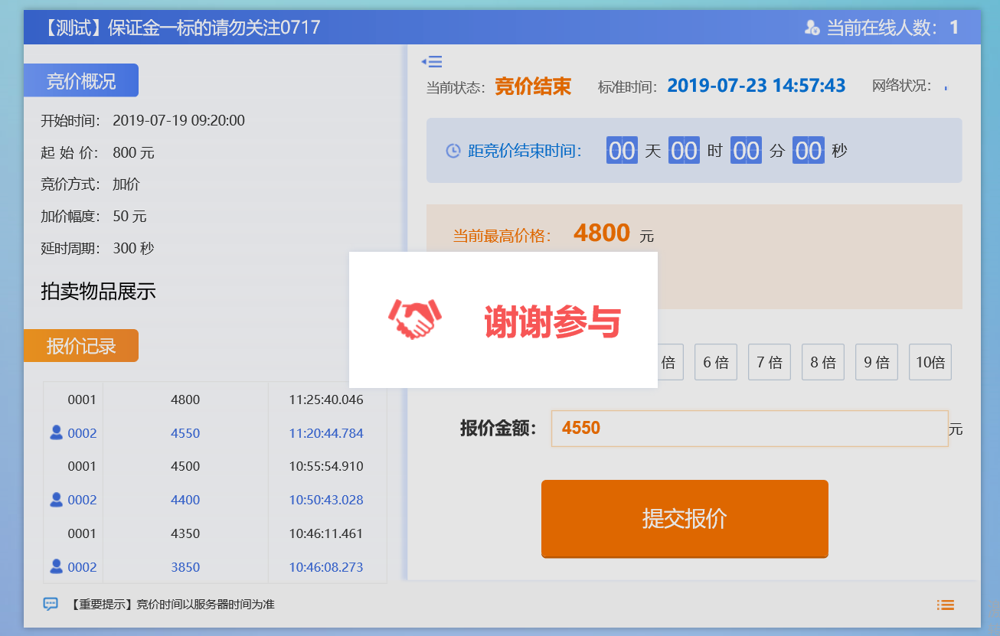 【测试】保证金一标的请勿关注0717
当前在线人数： 1
竞价概况
开始时间： 2019-07-19 09:20:00
起 始 价： 800 元
竞价方式： 加价
加价幅度： 50 元
延时周期： 300 秒
拍卖物品展示
报价记录
0001 4800 11:25:40.046
0002 4550 11:20:44.784
0001 4500 10:55:54.910
0002 4400 10:50:43.028
0001 4350 10:46:11.461
0002 3850 10:46:08.273
当前状态： 竞价结束 标准时间： 2019-07-23 14:57:43 网络状况：
距竞价结束时间： 00 天 00 时 00 分 00 秒
当前最高价格： 4800 元
谢谢参与
倍 6 倍 7 倍 8 倍 9 倍 10倍
报价金额： 4550 元
提交报价
【重要提示】竞价时间以服务器时间为准